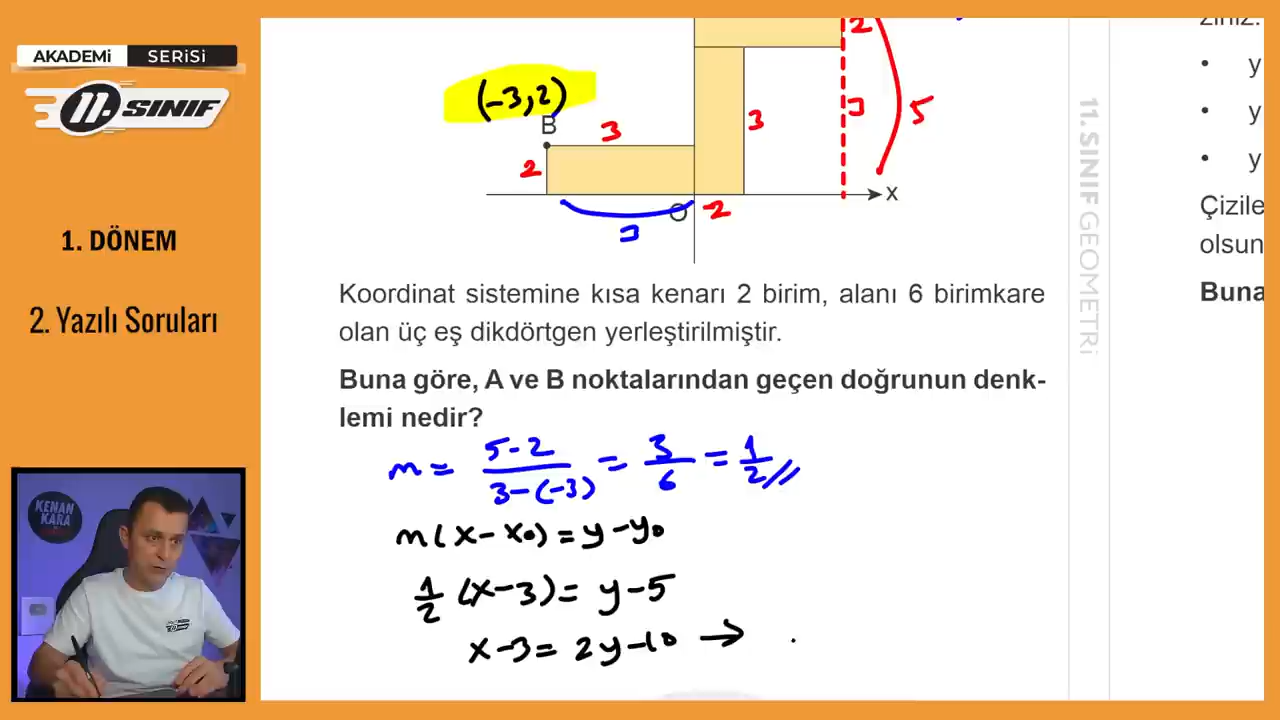 AKADEMİ SERİSİ
11. SINIF
1. DÖNEM
2. Yazılı Soruları
KENAN KARA
2
(-3,2)
B
3
2
3
3
5
x
O
2
3
Koordinat sistemine kısa kenarı 2 birim, alanı 6 birimkare
olan üç eş dikdörtgen yerleştirilmiştir.
Buna göre, A ve B noktalarından geçen doğrunun denk-
lemi nedir?
m = 5-2 / 3-(-3) = 3/6 = 1/2 //
m(x-x0) = y-y0
1/2 (x-3) = y-5
x-3 = 2y-10 →
11. SINIF GEOMETRİ
ziniz.
• y
• y
• y
Çizile
olsun
Buna